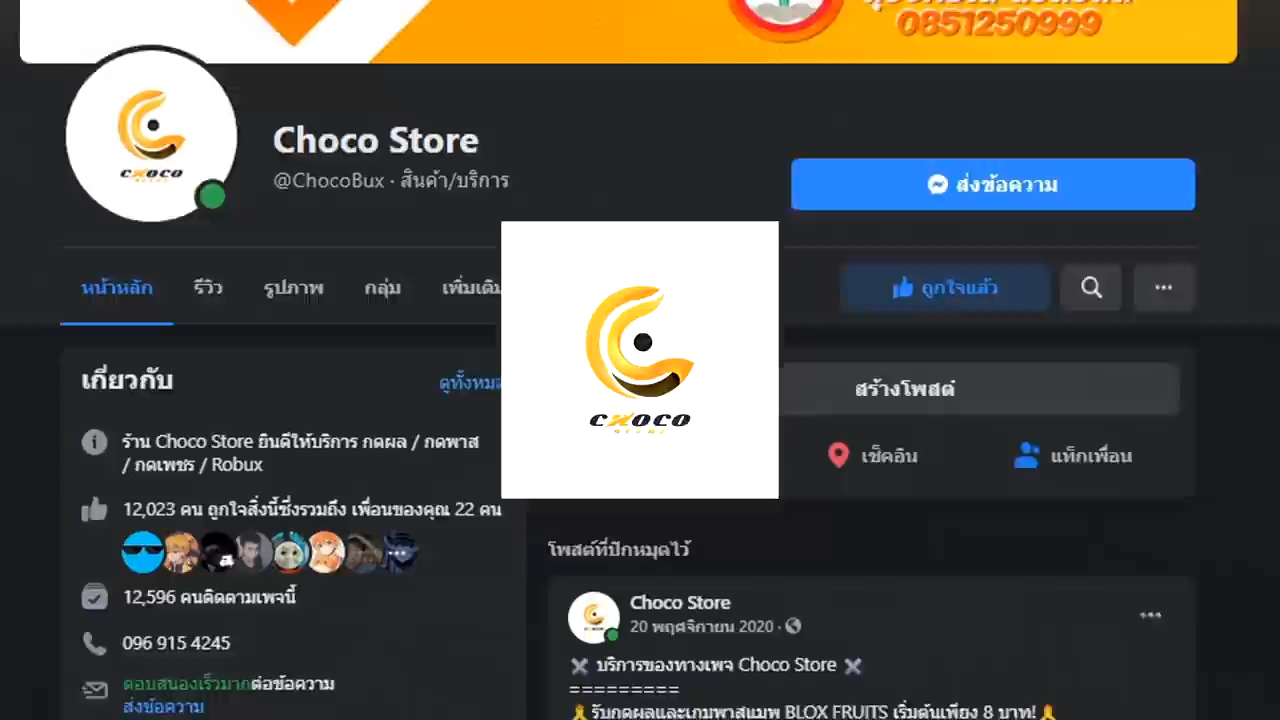 0851250999
CHOCO
Choco Store
@ChocoBux · สินค้า/บริการ
ส่งข้อความ
หน้าหลัก
รีวิว
รูปภาพ
กลุ่ม
เพิ่มเติม
ถูกใจแล้ว
CHOCO
เกี่ยวกับ
ดูทั้งหมด
ร้าน Choco Store ยินดีให้บริการ กดผล / กดพาส
/ กดเพชร / Robux
12,023 คน ถูกใจสิ่งนี้ซึ่งรวมถึง เพื่อนของคุณ 22 คน
12,596 คนติดตามเพจนี้
096 915 4245
ตอบสนองเร็วมากต่อข้อความ
ส่งข้อความ
สร้างโพสต์
เช็คอิน
แท็กเพื่อน
โพสต์ที่ปักหมุดไว้
Choco Store
20 พฤศจิกายน 2020 ·
บริการของทางเพจ Choco Store
=========
รับกดผลและเกมพาสแมพ BLOX FRUITS เริ่มต้นเพียง 8 บาท!